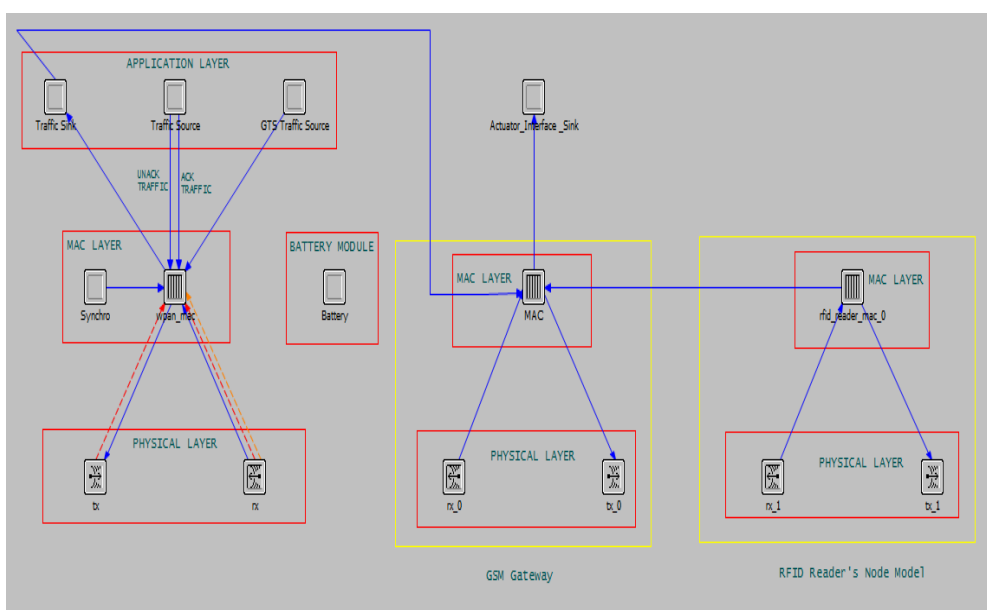 APPLICATION LAYER
Traffic Sink
Traffic Source
GTS Traffic Source
Actuator_Interface _Sink
UNACK
TRAFFIC
ACK
TRAFFIC
MAC LAYER
Synchro
wpan_mac
BATTERY MODULE
Battery
MAC LAYER
MAC
MAC LAYER
rfid_reader_mac_0
PHYSICAL LAYER
tx
rx
PHYSICAL LAYER
rx_0
tx_0
PHYSICAL LAYER
rx_1
tx_1
GSM Gateway
RFID Reader's Node Model